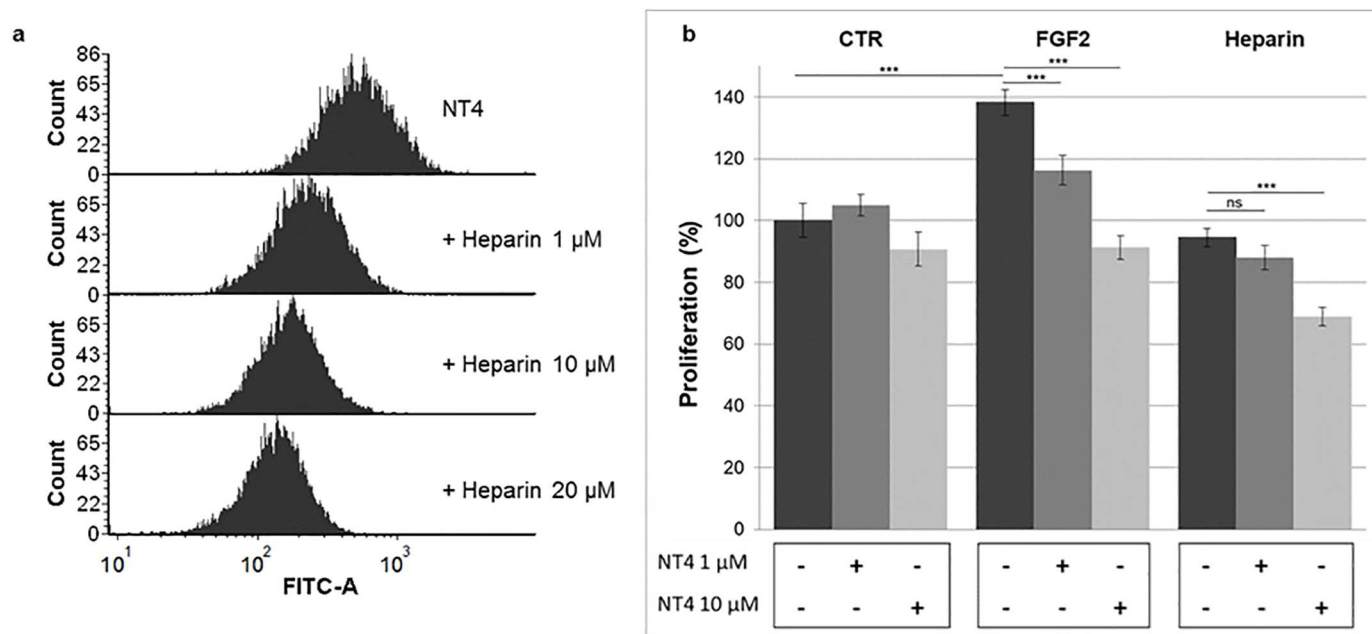 a
86
65
43
22
0
Count
NT4
65
43
22
0
Count
+ Heparin 1 µM
65
43
22
0
Count
+ Heparin 10 µM
65
43
22
0
Count
+ Heparin 20 µM
10¹ 10² 10³
FITC-A
b
CTR FGF2 Heparin
*** *** ***
*** ns
140
120
100
80
60
40
20
0
Proliferation (%)
NT4 1 µM - + - - + - - + -
NT4 10 µM - - + - - + - - +